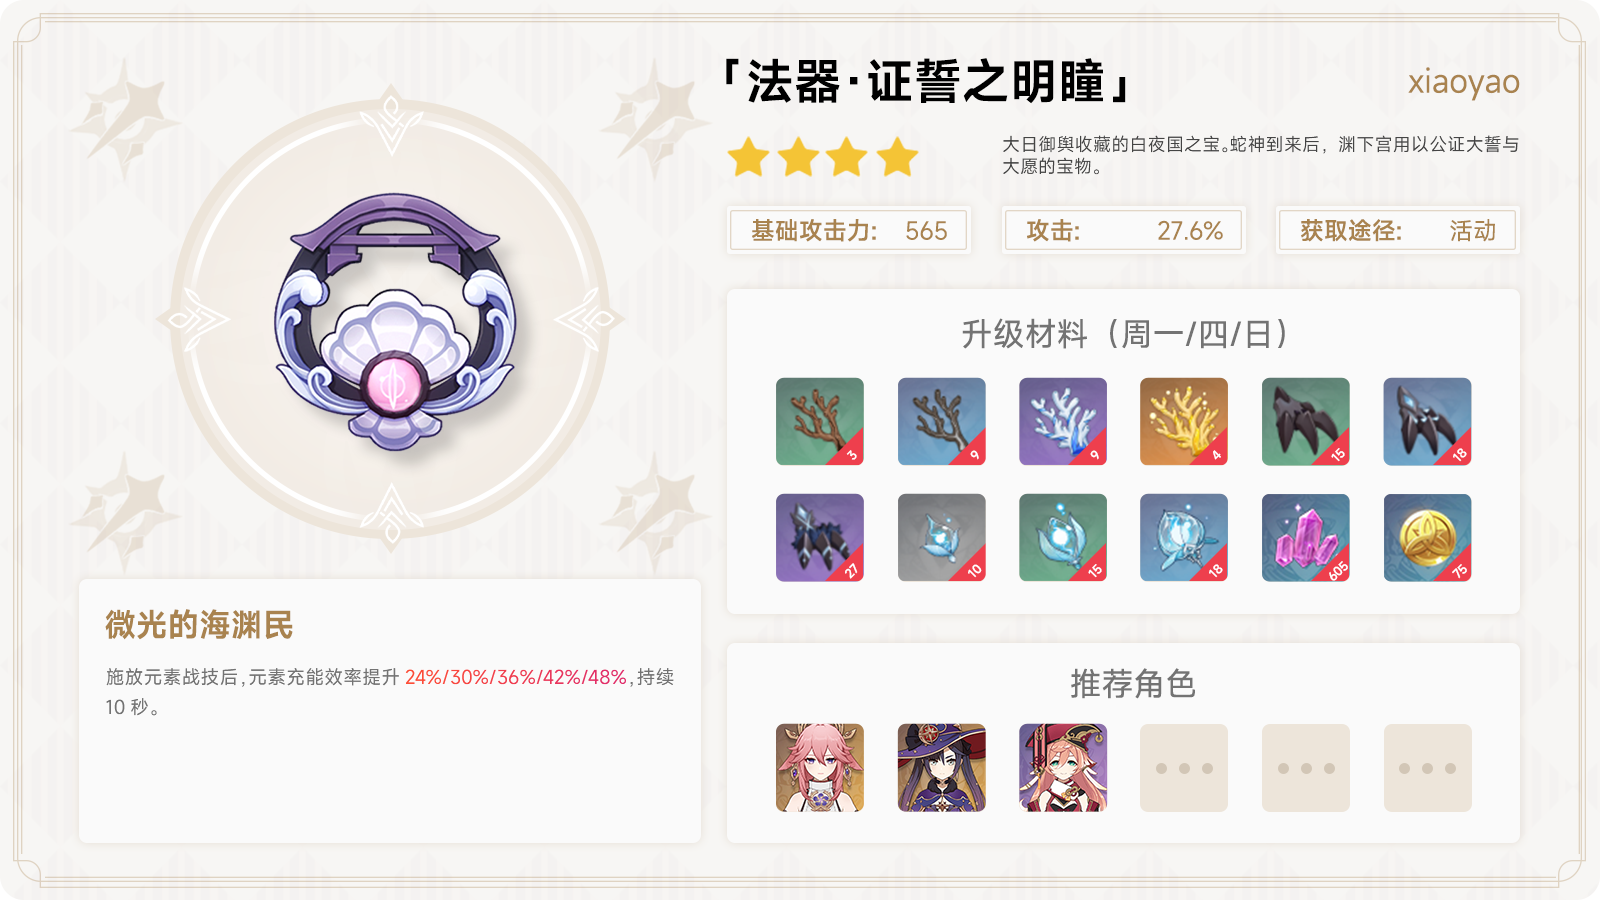 「法器·证誓之明瞳」
xiaoyao
大日御舆收藏的白夜国之宝。蛇神到来后，渊下宫用以公证大誓与
大愿的宝物。
基础攻击力: 565
攻击: 27.6%
获取途径: 活动
升级材料（周一/四/日）
3 9 9 4 15 18
27 10 15 18 605 75
微光的海渊民
施放元素战技后,元素充能效率提升 24%/30%/36%/42%/48%,持续
10 秒。
推荐角色